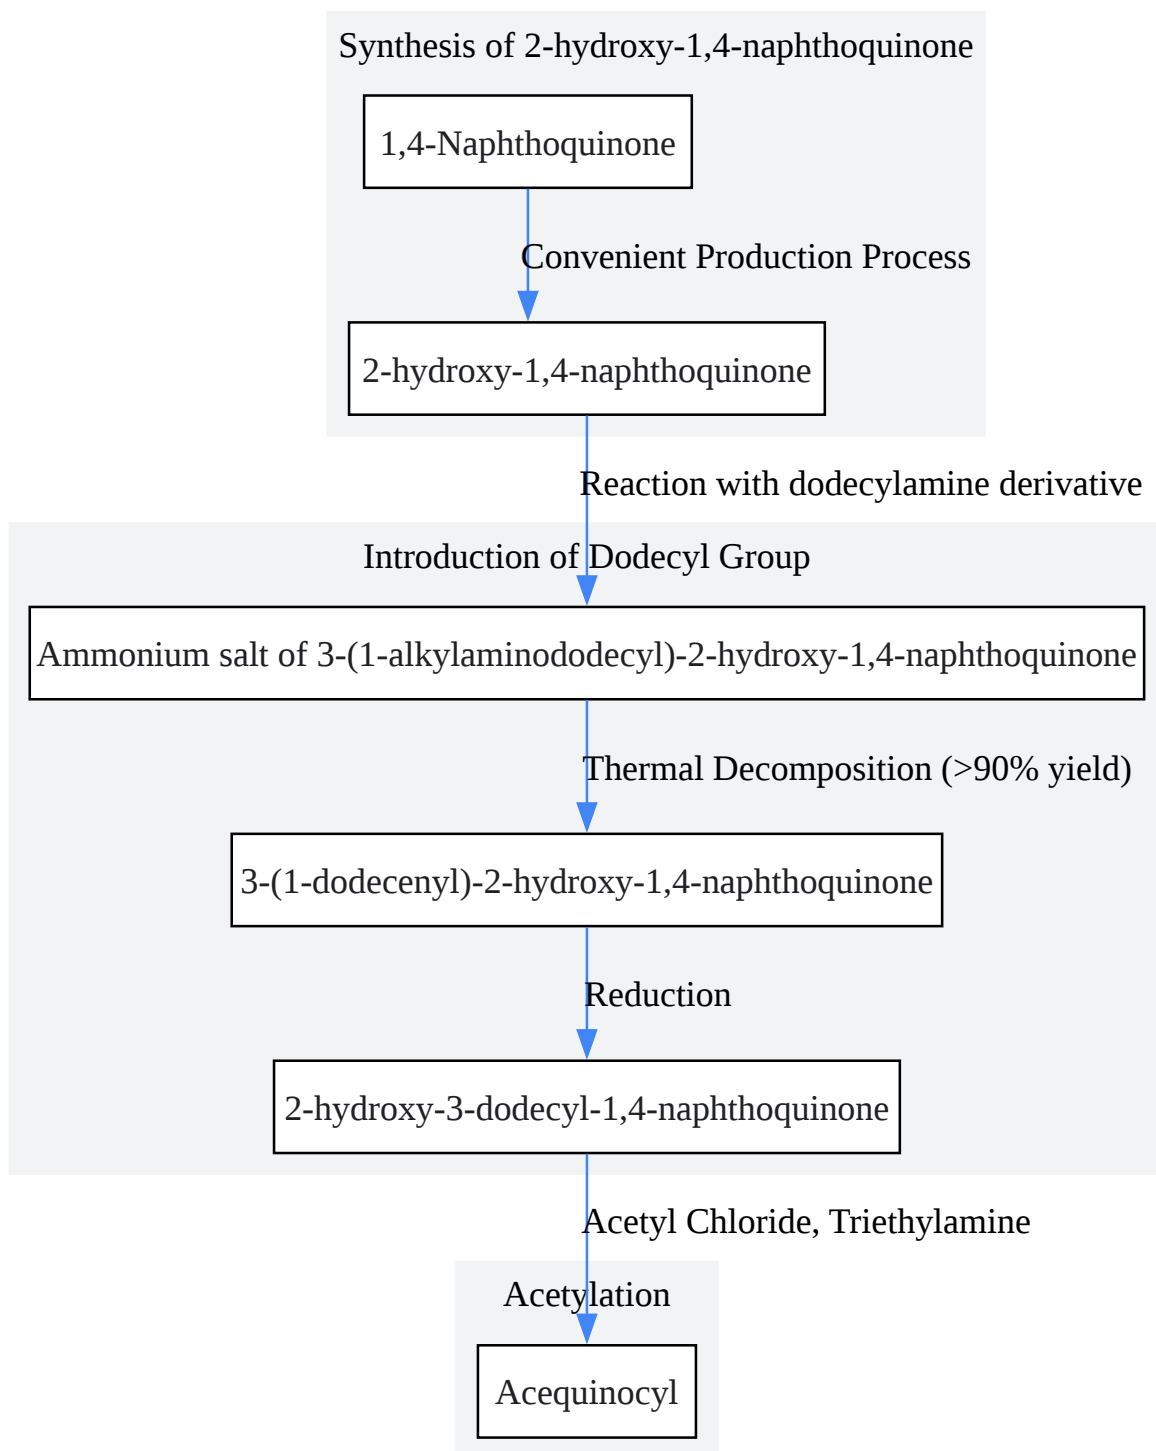 Synthesis of 2-hydroxy-1,4-naphthoquinone
1,4-Naphthoquinone
Convenient Production Process
2-hydroxy-1,4-naphthoquinone
Reaction with dodecylamine derivative
Introduction of Dodecyl Group
Ammonium salt of 3-(1-alkylaminododecyl)-2-hydroxy-1,4-naphthoquinone
Thermal Decomposition (>90% yield)
3-(1-dodecenyl)-2-hydroxy-1,4-naphthoquinone
Reduction
2-hydroxy-3-dodecyl-1,4-naphthoquinone
Acetyl Chloride, Triethylamine
Acetylation
Acequinocyl